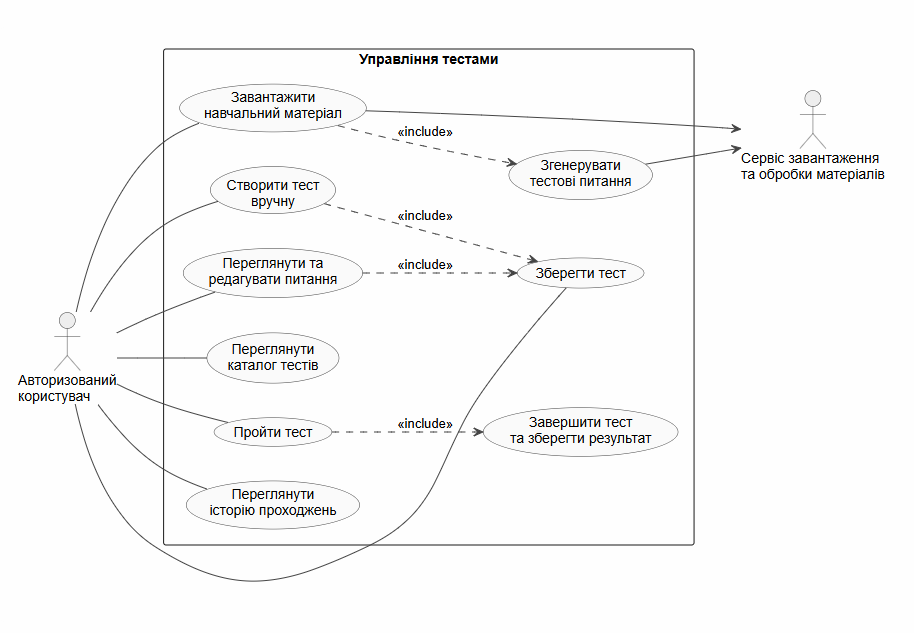 Управління тестами
Завантажити
навчальний матеріал
«include»
Згенерувати
тестові питання
Сервіс завантаження
та обробки матеріалів
Створити тест
вручну
«include»
Переглянути та
редагувати питання
«include»
Зберегти тест
Переглянути
каталог тестів
Авторизований
користувач
Пройти тест
«include»
Завершити тест
та зберегти результат
Переглянути
історію проходжень